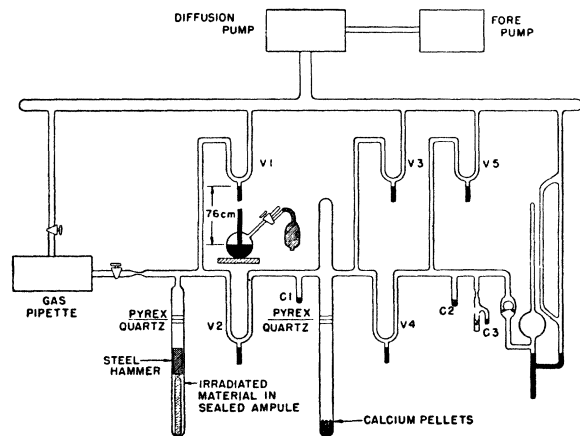 DIFFUSION
PUMP
FORE
PUMP
V1
V3
V5
76cm
GAS
PIPETTE
C1
C2
C3
V2
V4
PYREX
QUARTZ
PYREX
QUARTZ
STEEL
HAMMER
IRRADIATED
MATERIAL IN
SEALED AMPULE
CALCIUM PELLETS